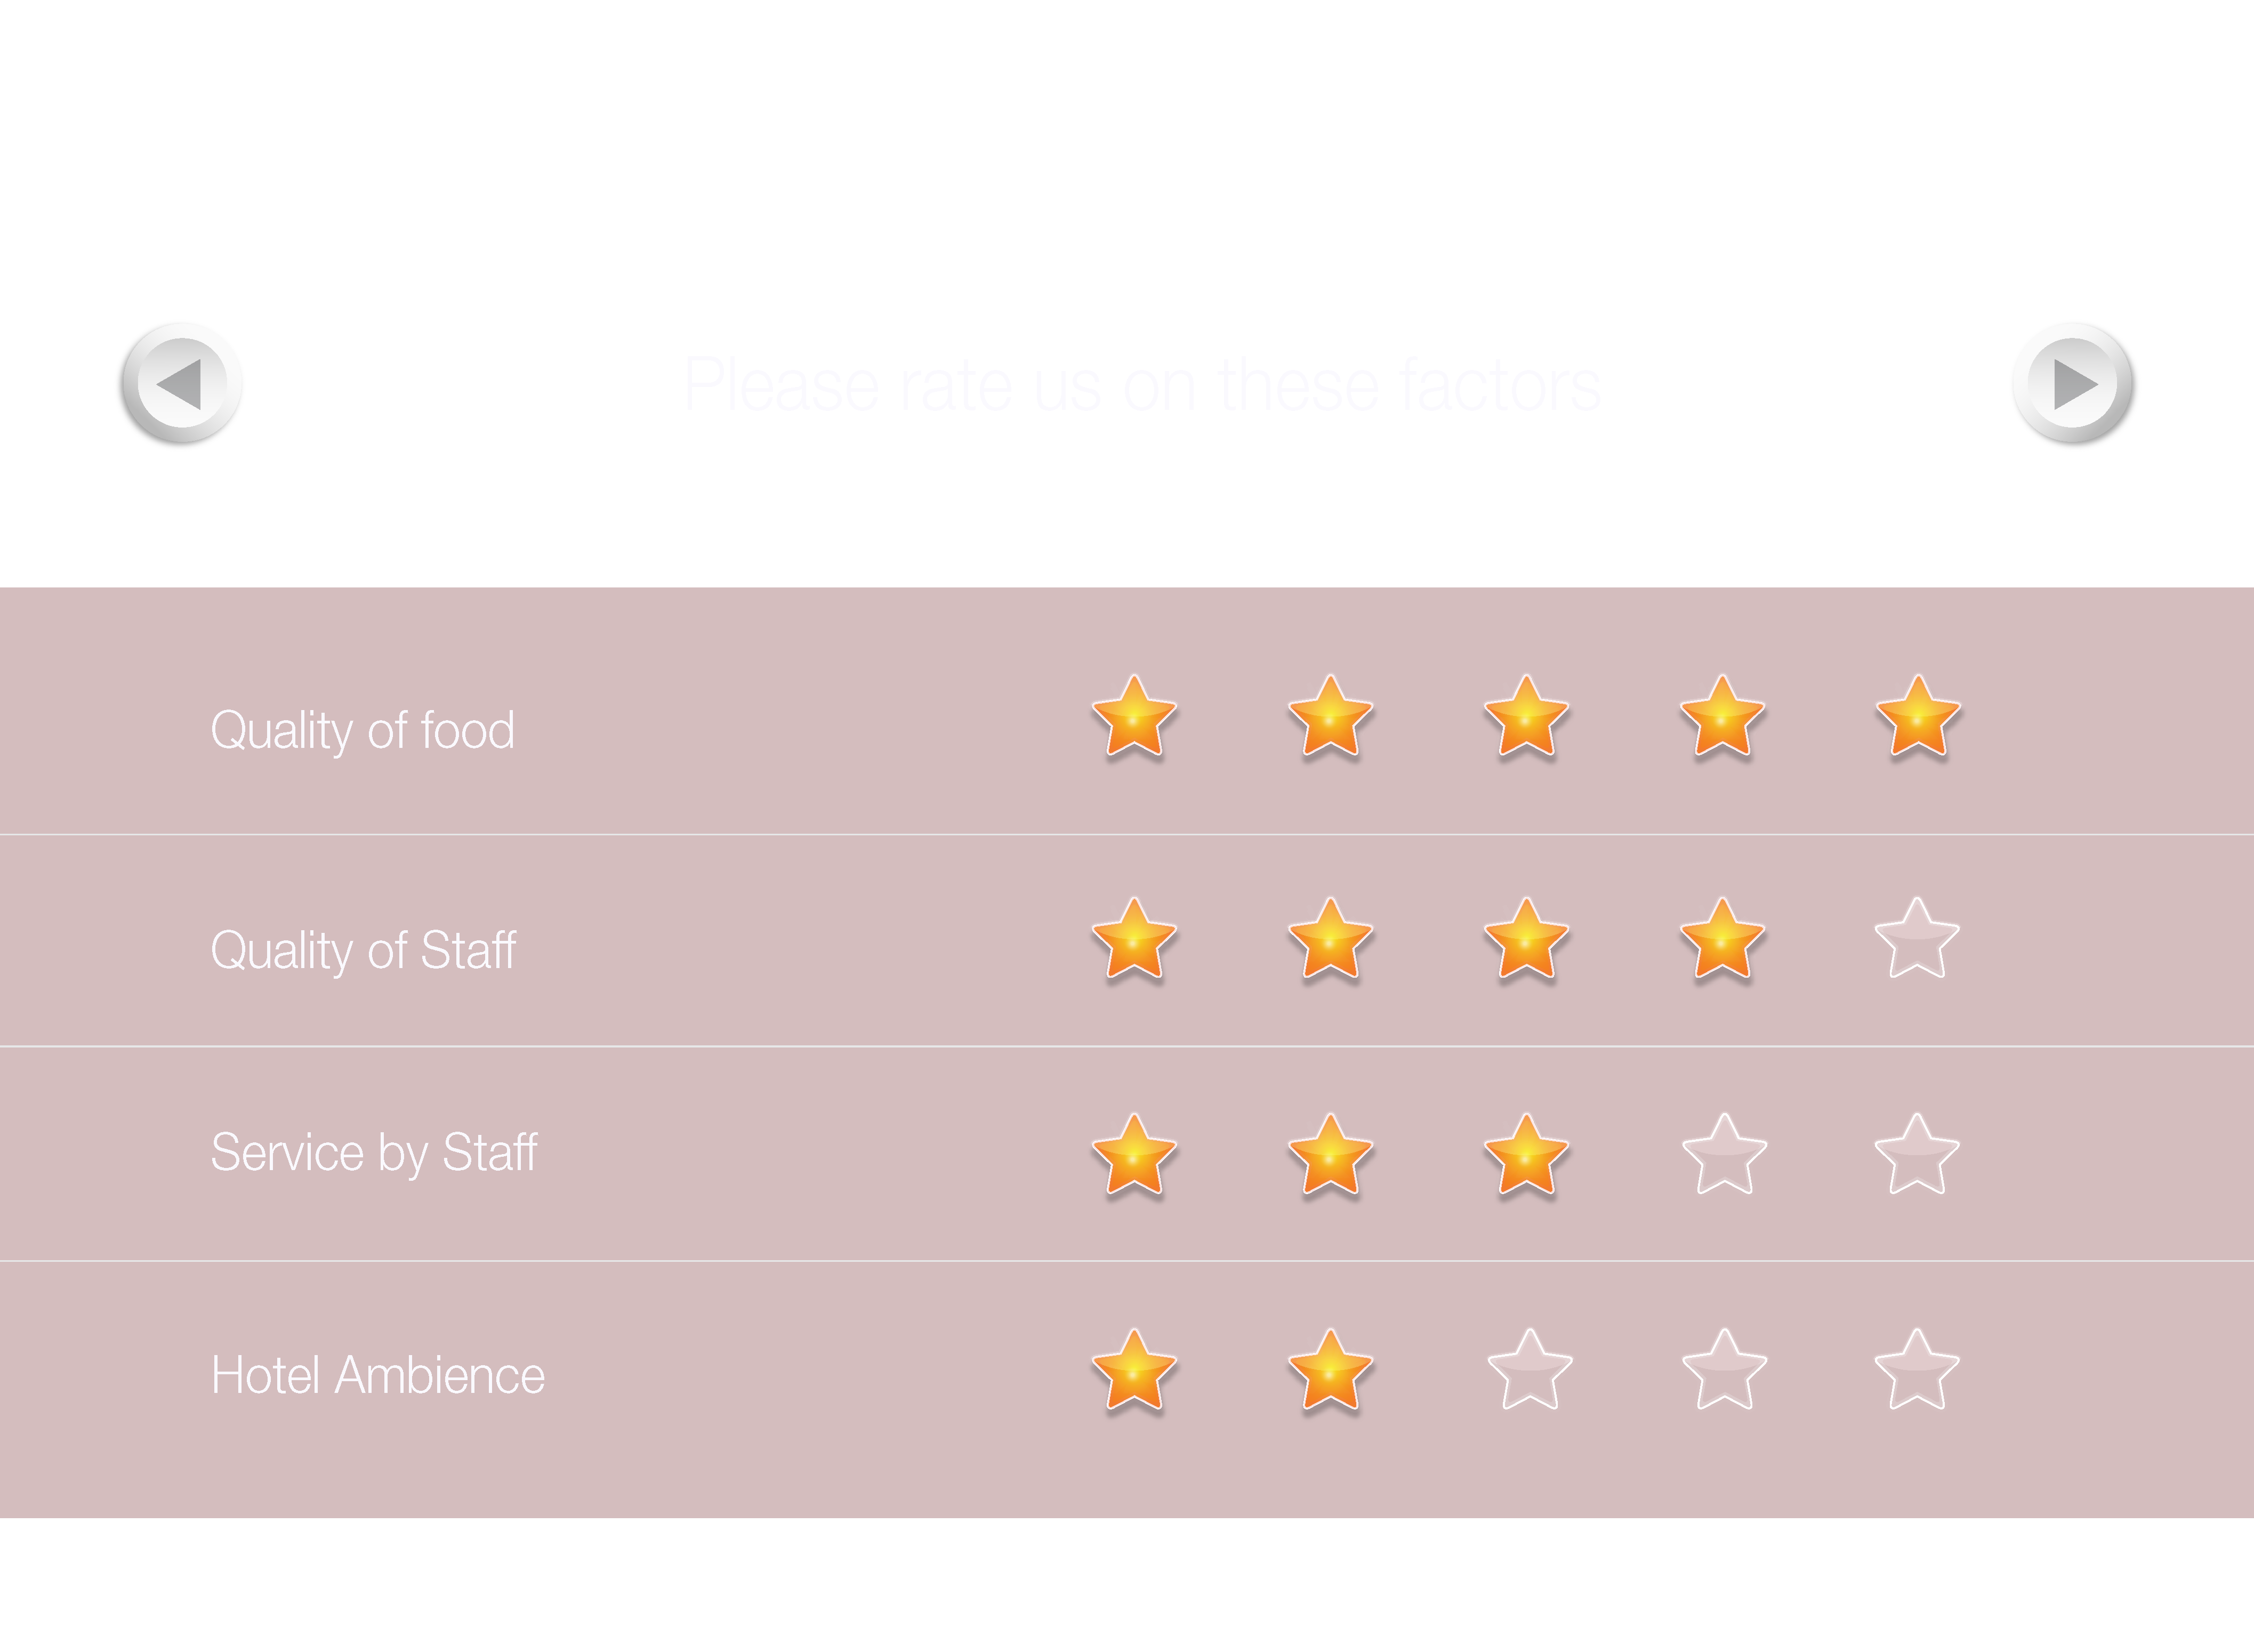 Please rate us on these factors
Quality of food
Quality of Staff
Service by Staff
Hotel Ambience